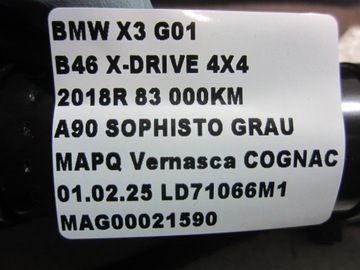 BMW X3 G01
B46 X-DRIVE 4X4
2018R 83 000KM
A90 SOPHISTO GRAU
MAPQ Vernasca COGNAC
01.02.25 LD71066M1
MAG00021590